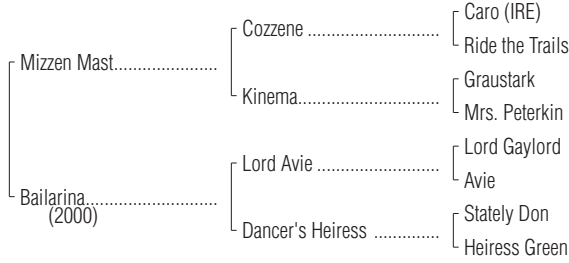 Caro (IRE)
Cozzene ................................
Ride the Trails
Mizzen Mast......................
Graustark
Kinema...................................
Mrs. Peterkin
Lord Gaylord
Lord Avie ..............................
Avie
Bailarina............................
(2000)
Stately Don
Dancer's Heiress ................
Heiress Green